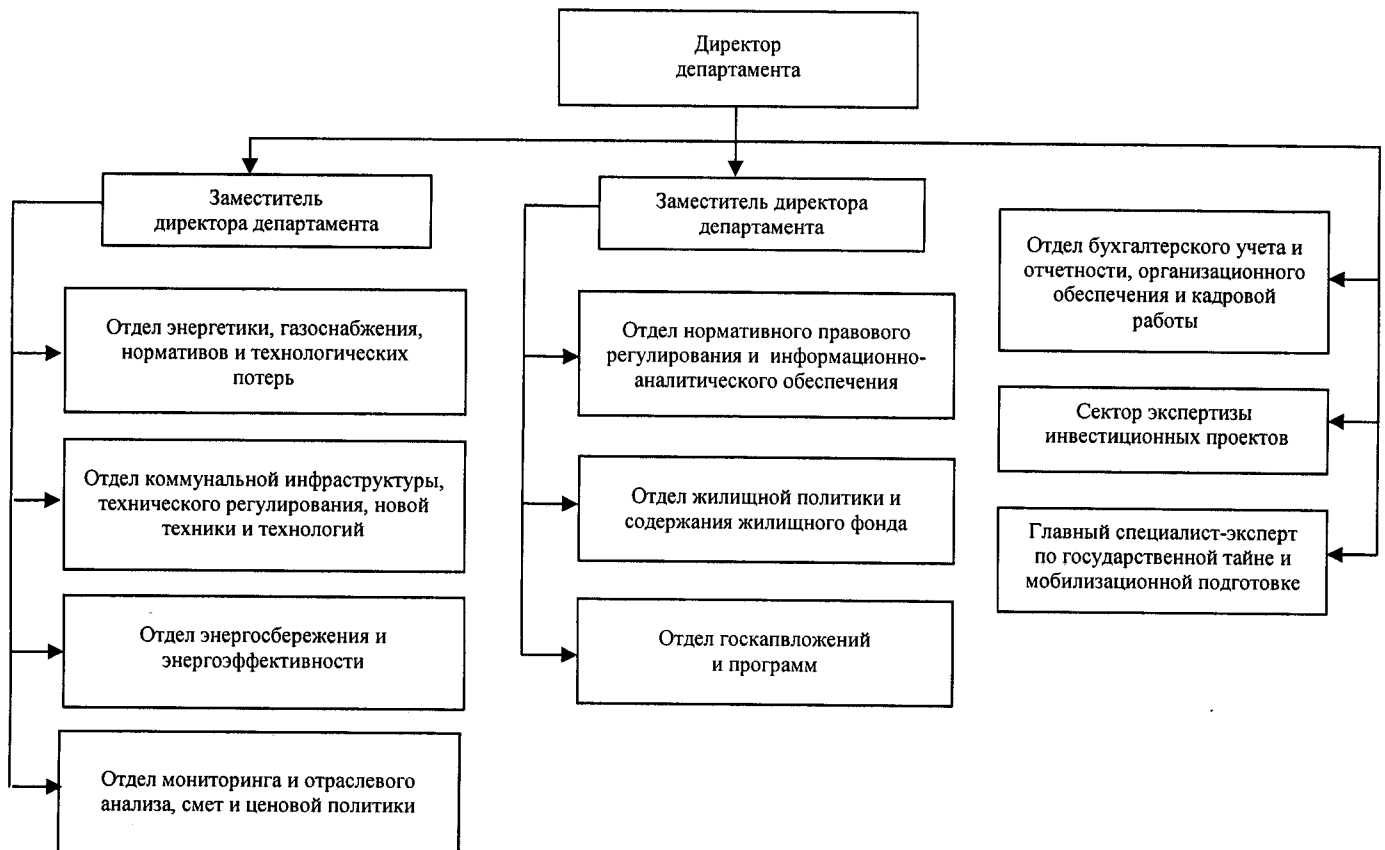 Директор
департамента
Заместитель
директора департамента
Отдел энергетики, газоснабжения,
нормативов и технологических
потерь
Отдел коммунальной инфраструктуры,
технического регулирования, новой
техники и технологий
Отдел энергосбережения и
энергоэффективности
Отдел мониторинга и отраслевого
анализа, смет и ценовой политики
Заместитель директора
департамента
Отдел нормативного правового
регулирования и информационно-
аналитического обеспечения
Отдел жилищной политики и
содержания жилищного фонда
Отдел госкапвложений
и программ
Отдел бухгалтерского учета и
отчетности, организационного
обеспечения и кадровой
работы
Сектор экспертизы
инвестиционных проектов
Главный специалист-эксперт
по государственной тайне и
мобилизационной подготовке